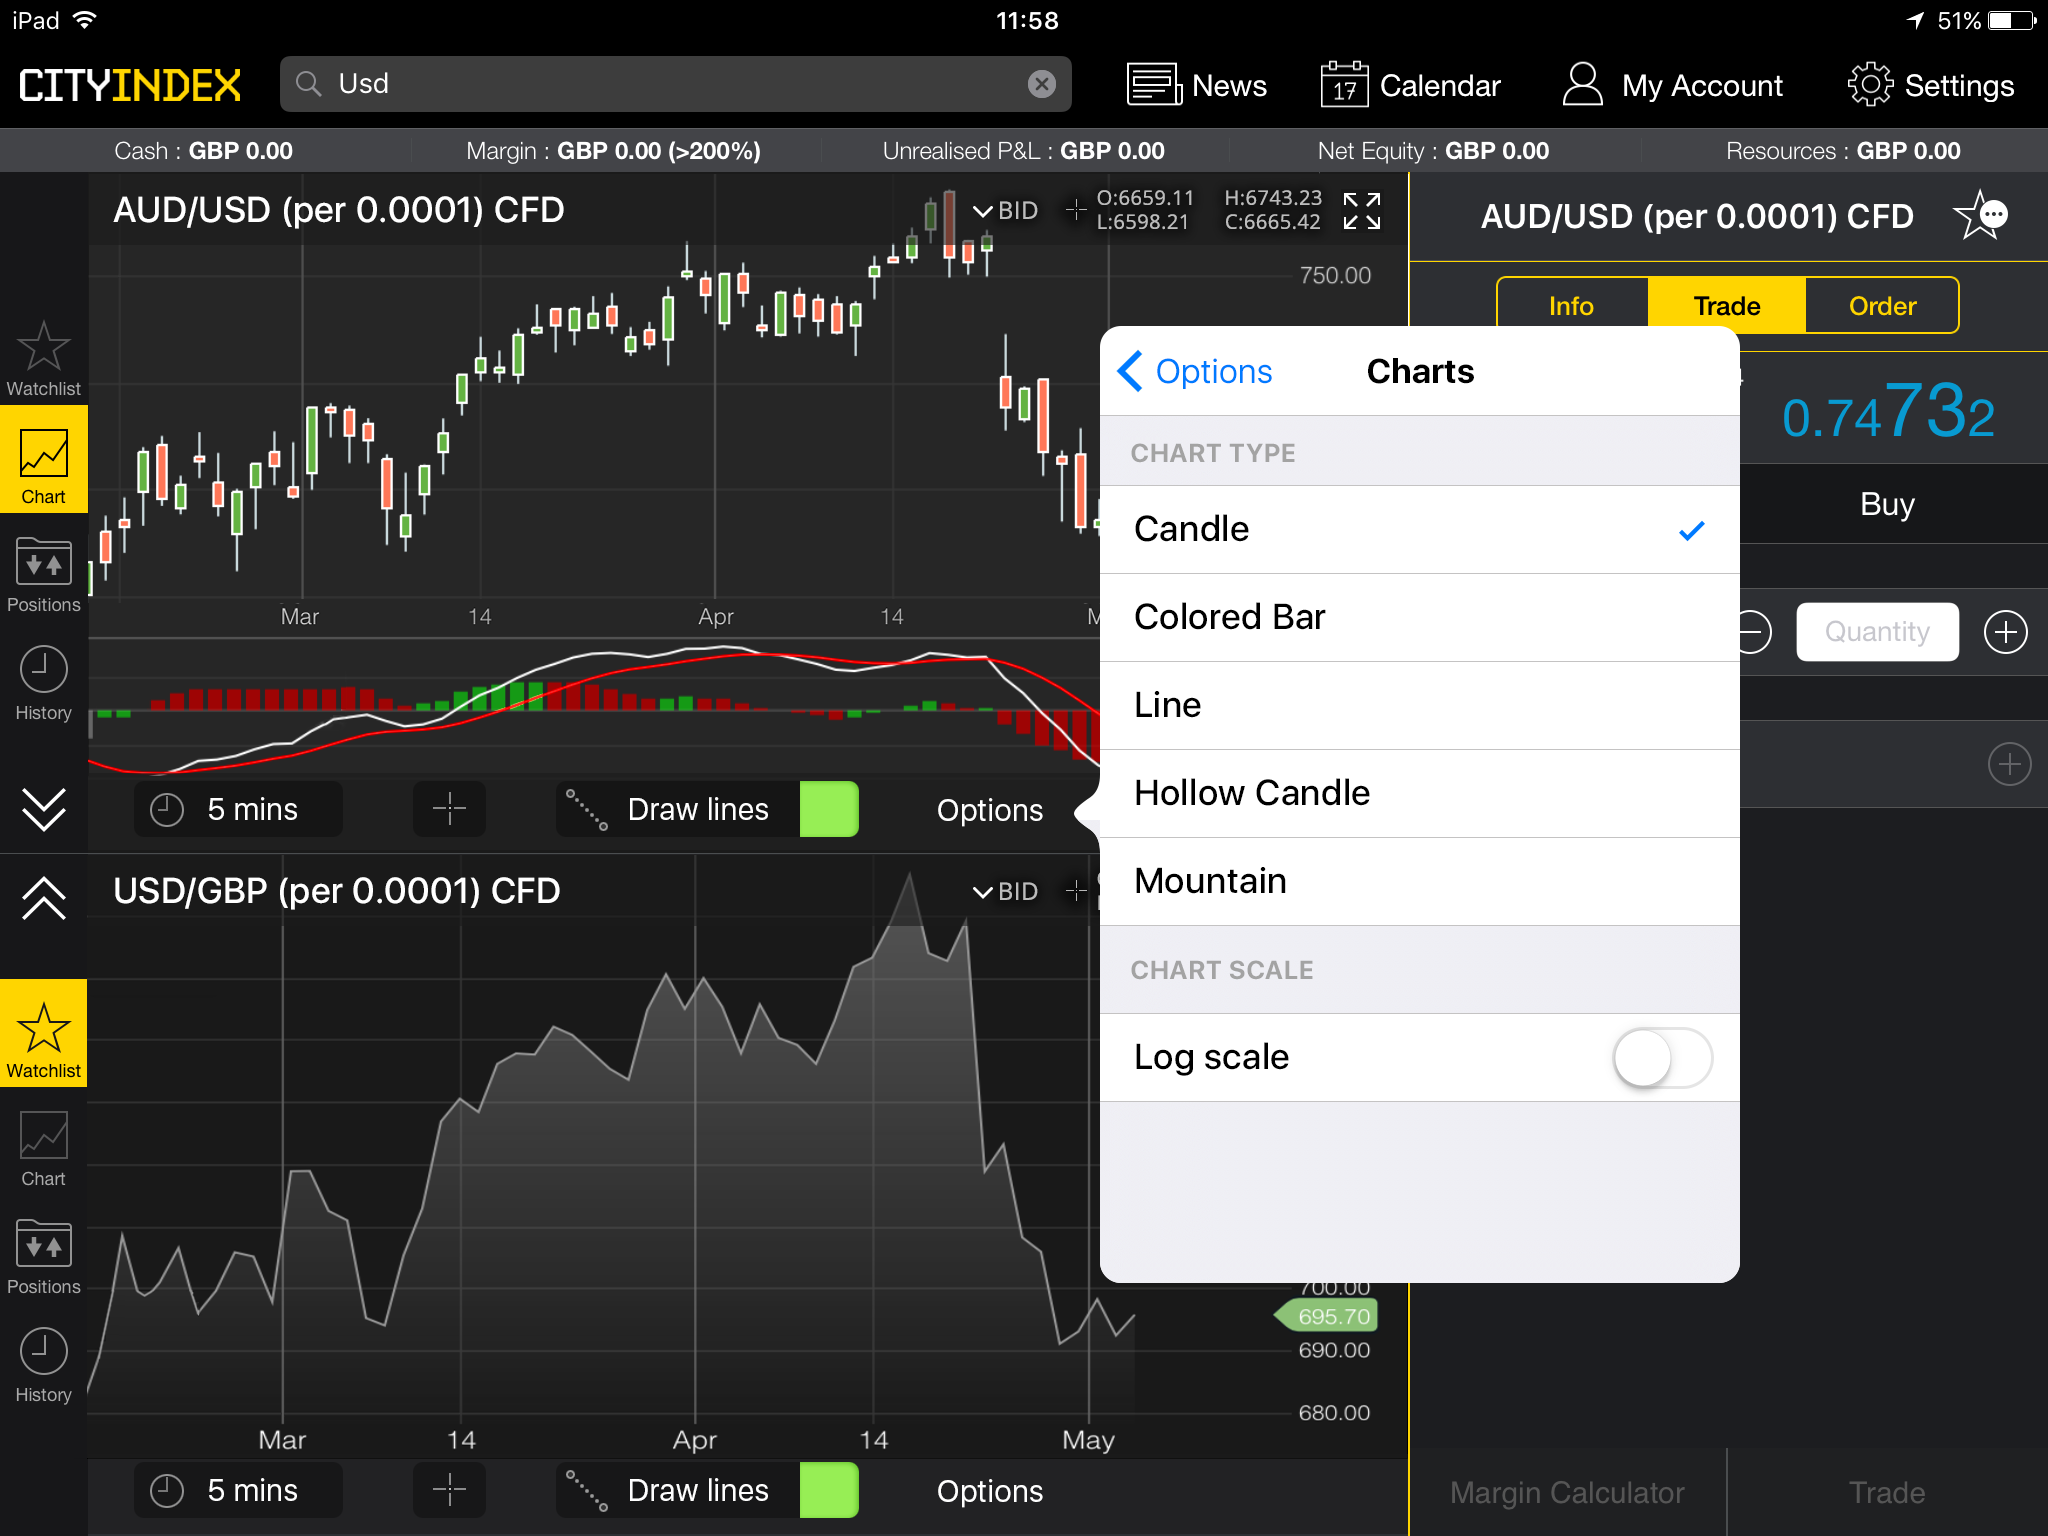 iPad 11:58 51%
CITYINDEX Usd News 17 Calendar My Account Settings
Cash : GBP 0.00 Margin : GBP 0.00 (>200%) Unrealised P&L : GBP 0.00 Net Equity : GBP 0.00 Resources : GBP 0.00
AUD/USD (per 0.0001) CFD BID O:6659.11 H:6743.23
L:6598.21 C:6665.42
AUD/USD (per 0.0001) CFD
750.00
Info Trade Order
Watchlist
Chart
Positions
History
Mar 14 Apr 14
5 mins Draw lines Options
Options Charts
CHART TYPE
Candle
Colored Bar
Line
Hollow Candle
Mountain
CHART SCALE
Log scale
0.74732
Buy
Quantity
USD/GBP (per 0.0001) CFD BID
Watchlist
Chart
Positions
History
700.00
695.70
690.00
680.00
Mar 14 Apr 14 May
5 mins Draw lines Options
Margin Calculator Trade